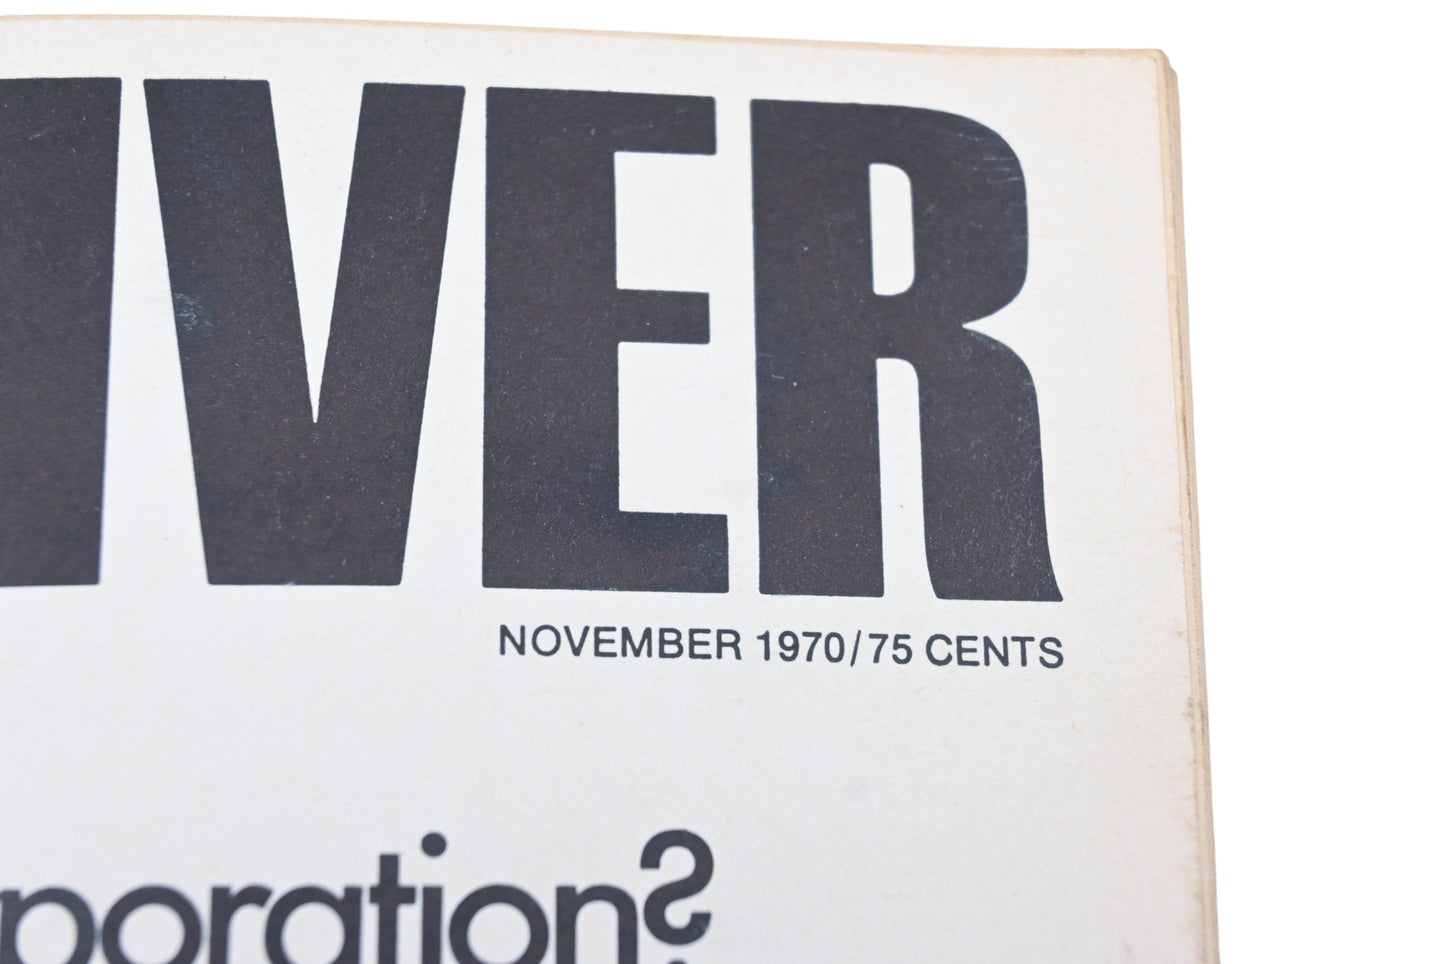 IVER
NOVEMBER 1970/75 CENTS
poration?